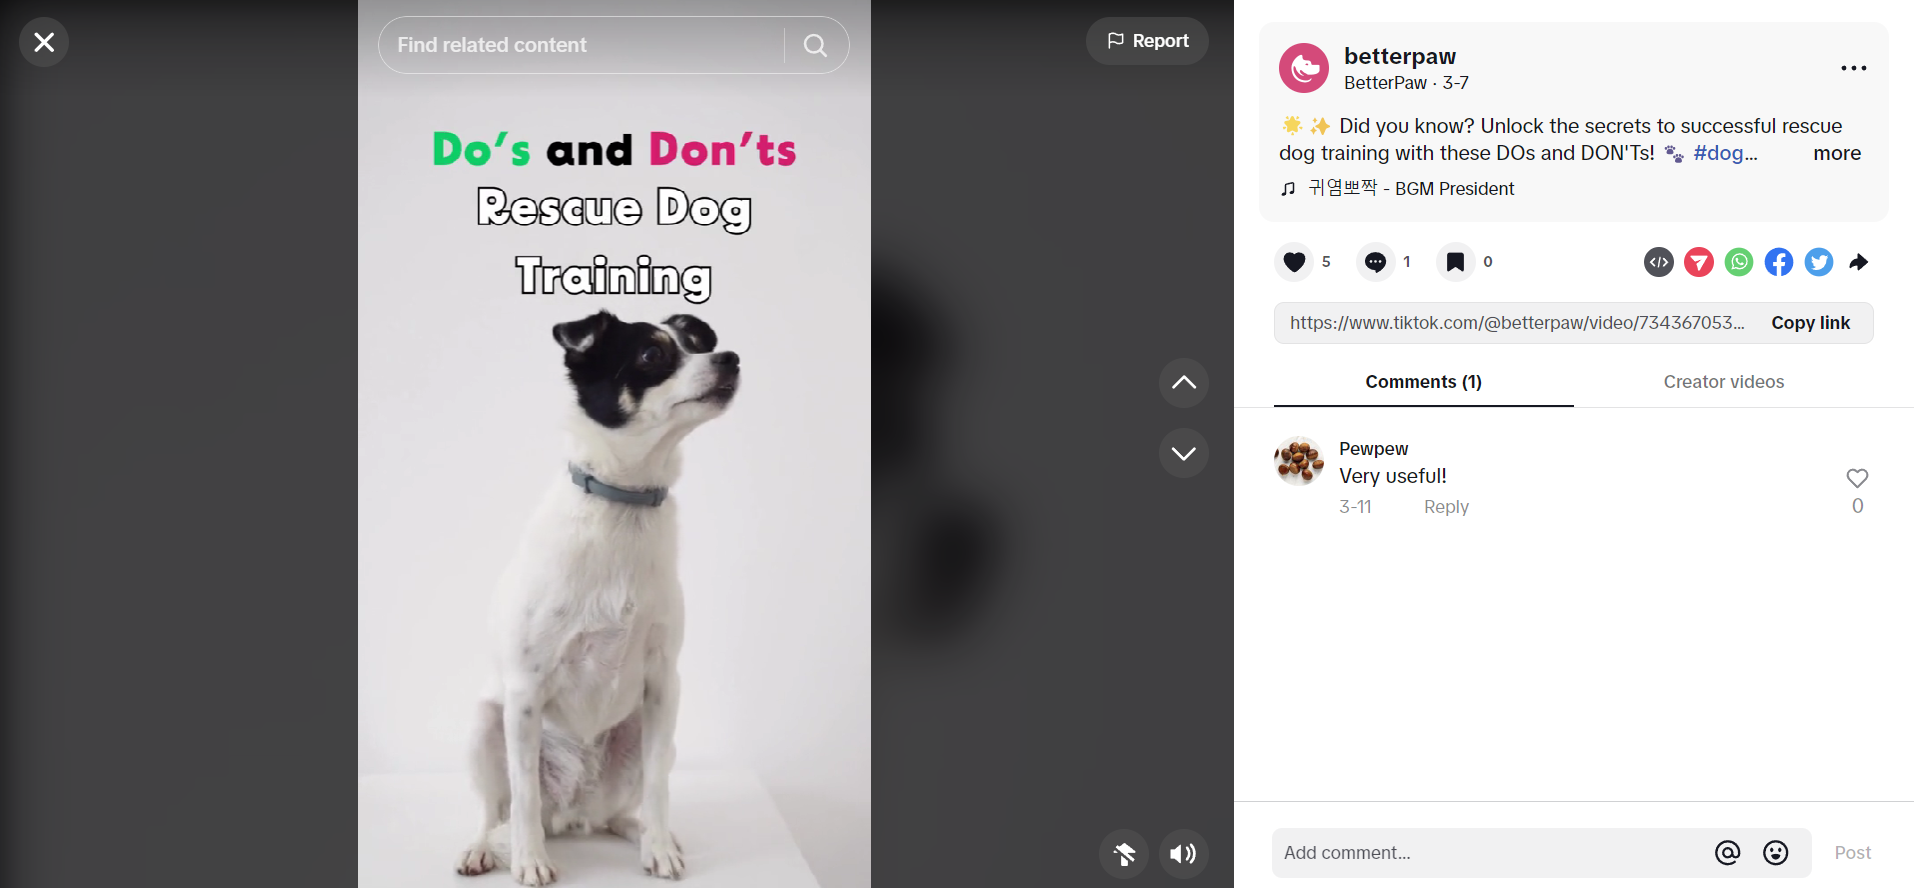 Find related content
Report
Do's and Don'ts
Rescue Dog
Training
betterpaw
BetterPaw · 3-7
🌟 ✨ Did you know? Unlock the secrets to successful rescue
dog training with these DOs and DON'Ts! 🐾 #dog... more
귀염뽀짝 - BGM President
5
1
0
https://www.tiktok.com/@betterpaw/video/734367053...
Copy link
Comments (1)
Creator videos
Pewpew
Very useful!
3-11
Reply
0
Add comment...
Post